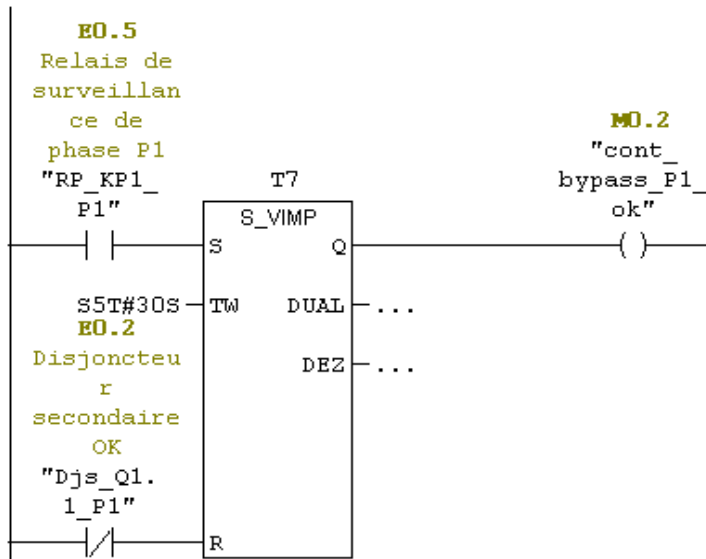 E0.5
Relais de
surveillan
ce de
phase P1
"RP_KP1_
P1"
T7
S_VIMP
S
Q
S5T#30S
TW
DUAL
...
DEZ
...
R
M0.2
"cont_
bypass_P1_
ok"
( )
E0.2
Disjoncteu
r
secondaire
OK
"Djs_Q1.
1_P1"